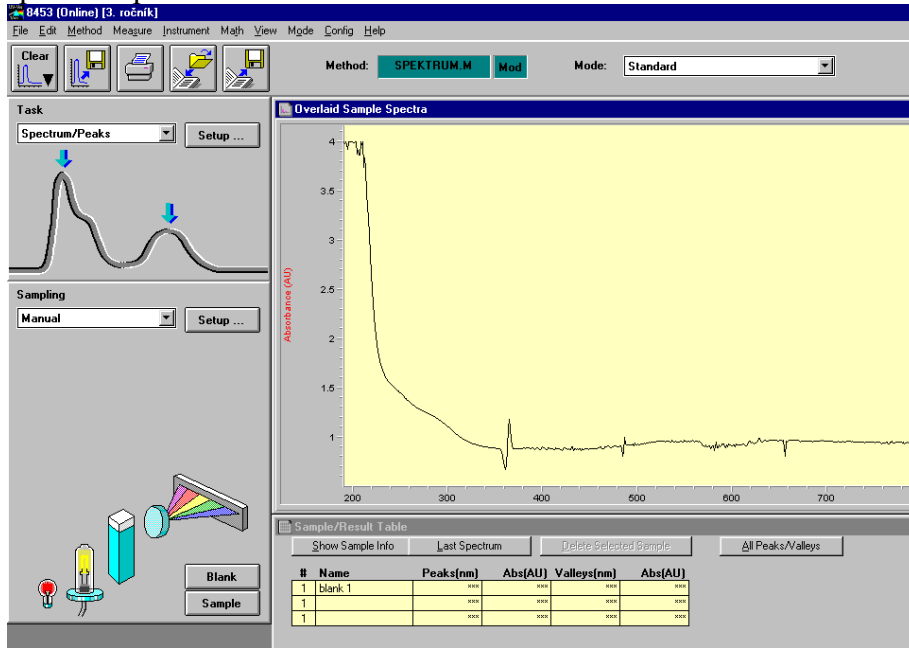 8453 (Online) [3. ročník]
File Edit Method Measure Instrument Math View Mode Config Help
Clear
Method: SPEKTRUM.M Mod Mode: Standard
Task
Spectrum/Peaks Setup ...
Sampling
Manual Setup ...
Blank
Sample
Overlaid Sample Spectra
Absorbance (AU)
4
3.5
3
2.5
2
1.5
1
200 300 400 500 600 700
Sample/Result Table
Show Sample Info Last Spectrum Delete Selected Sample All Peaks/Valleys
# Name Peaks(nm) Abs(AU) Valleys(nm) Abs(AU)
1 blank 1 *** *** *** ***
1 *** *** *** ***
1 *** *** *** ***